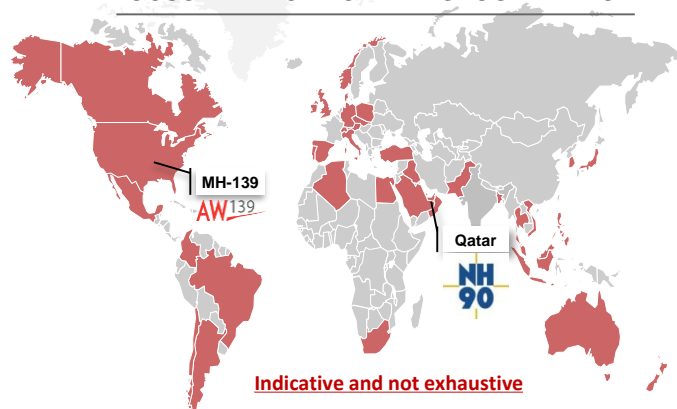 MH-139
AW139
Qatar
NH
90
Indicative and not exhaustive